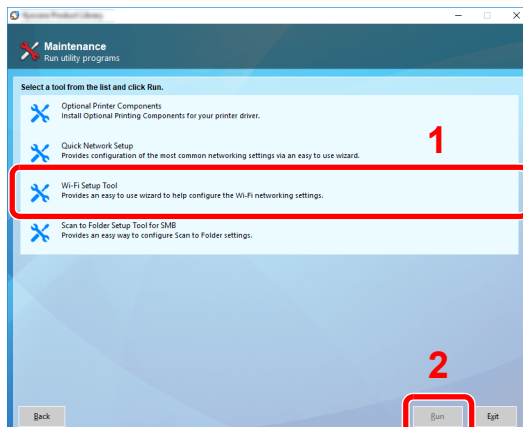 Maintenance
Run utility programs
Select a tool from the list and click Run.
Optional Printer Components
Install Optional Printing Components for your printer driver.
1
Quick Network Setup
Provides configuration of the most common networking settings via an easy to use wizard.
Wi-Fi Setup Tool
Provides an easy to use wizard to help configure the Wi-Fi networking settings.
Scan to Folder Setup Tool for SMB
Provides an easy way to configure Scan to Folder settings.
2
Back Run Exit